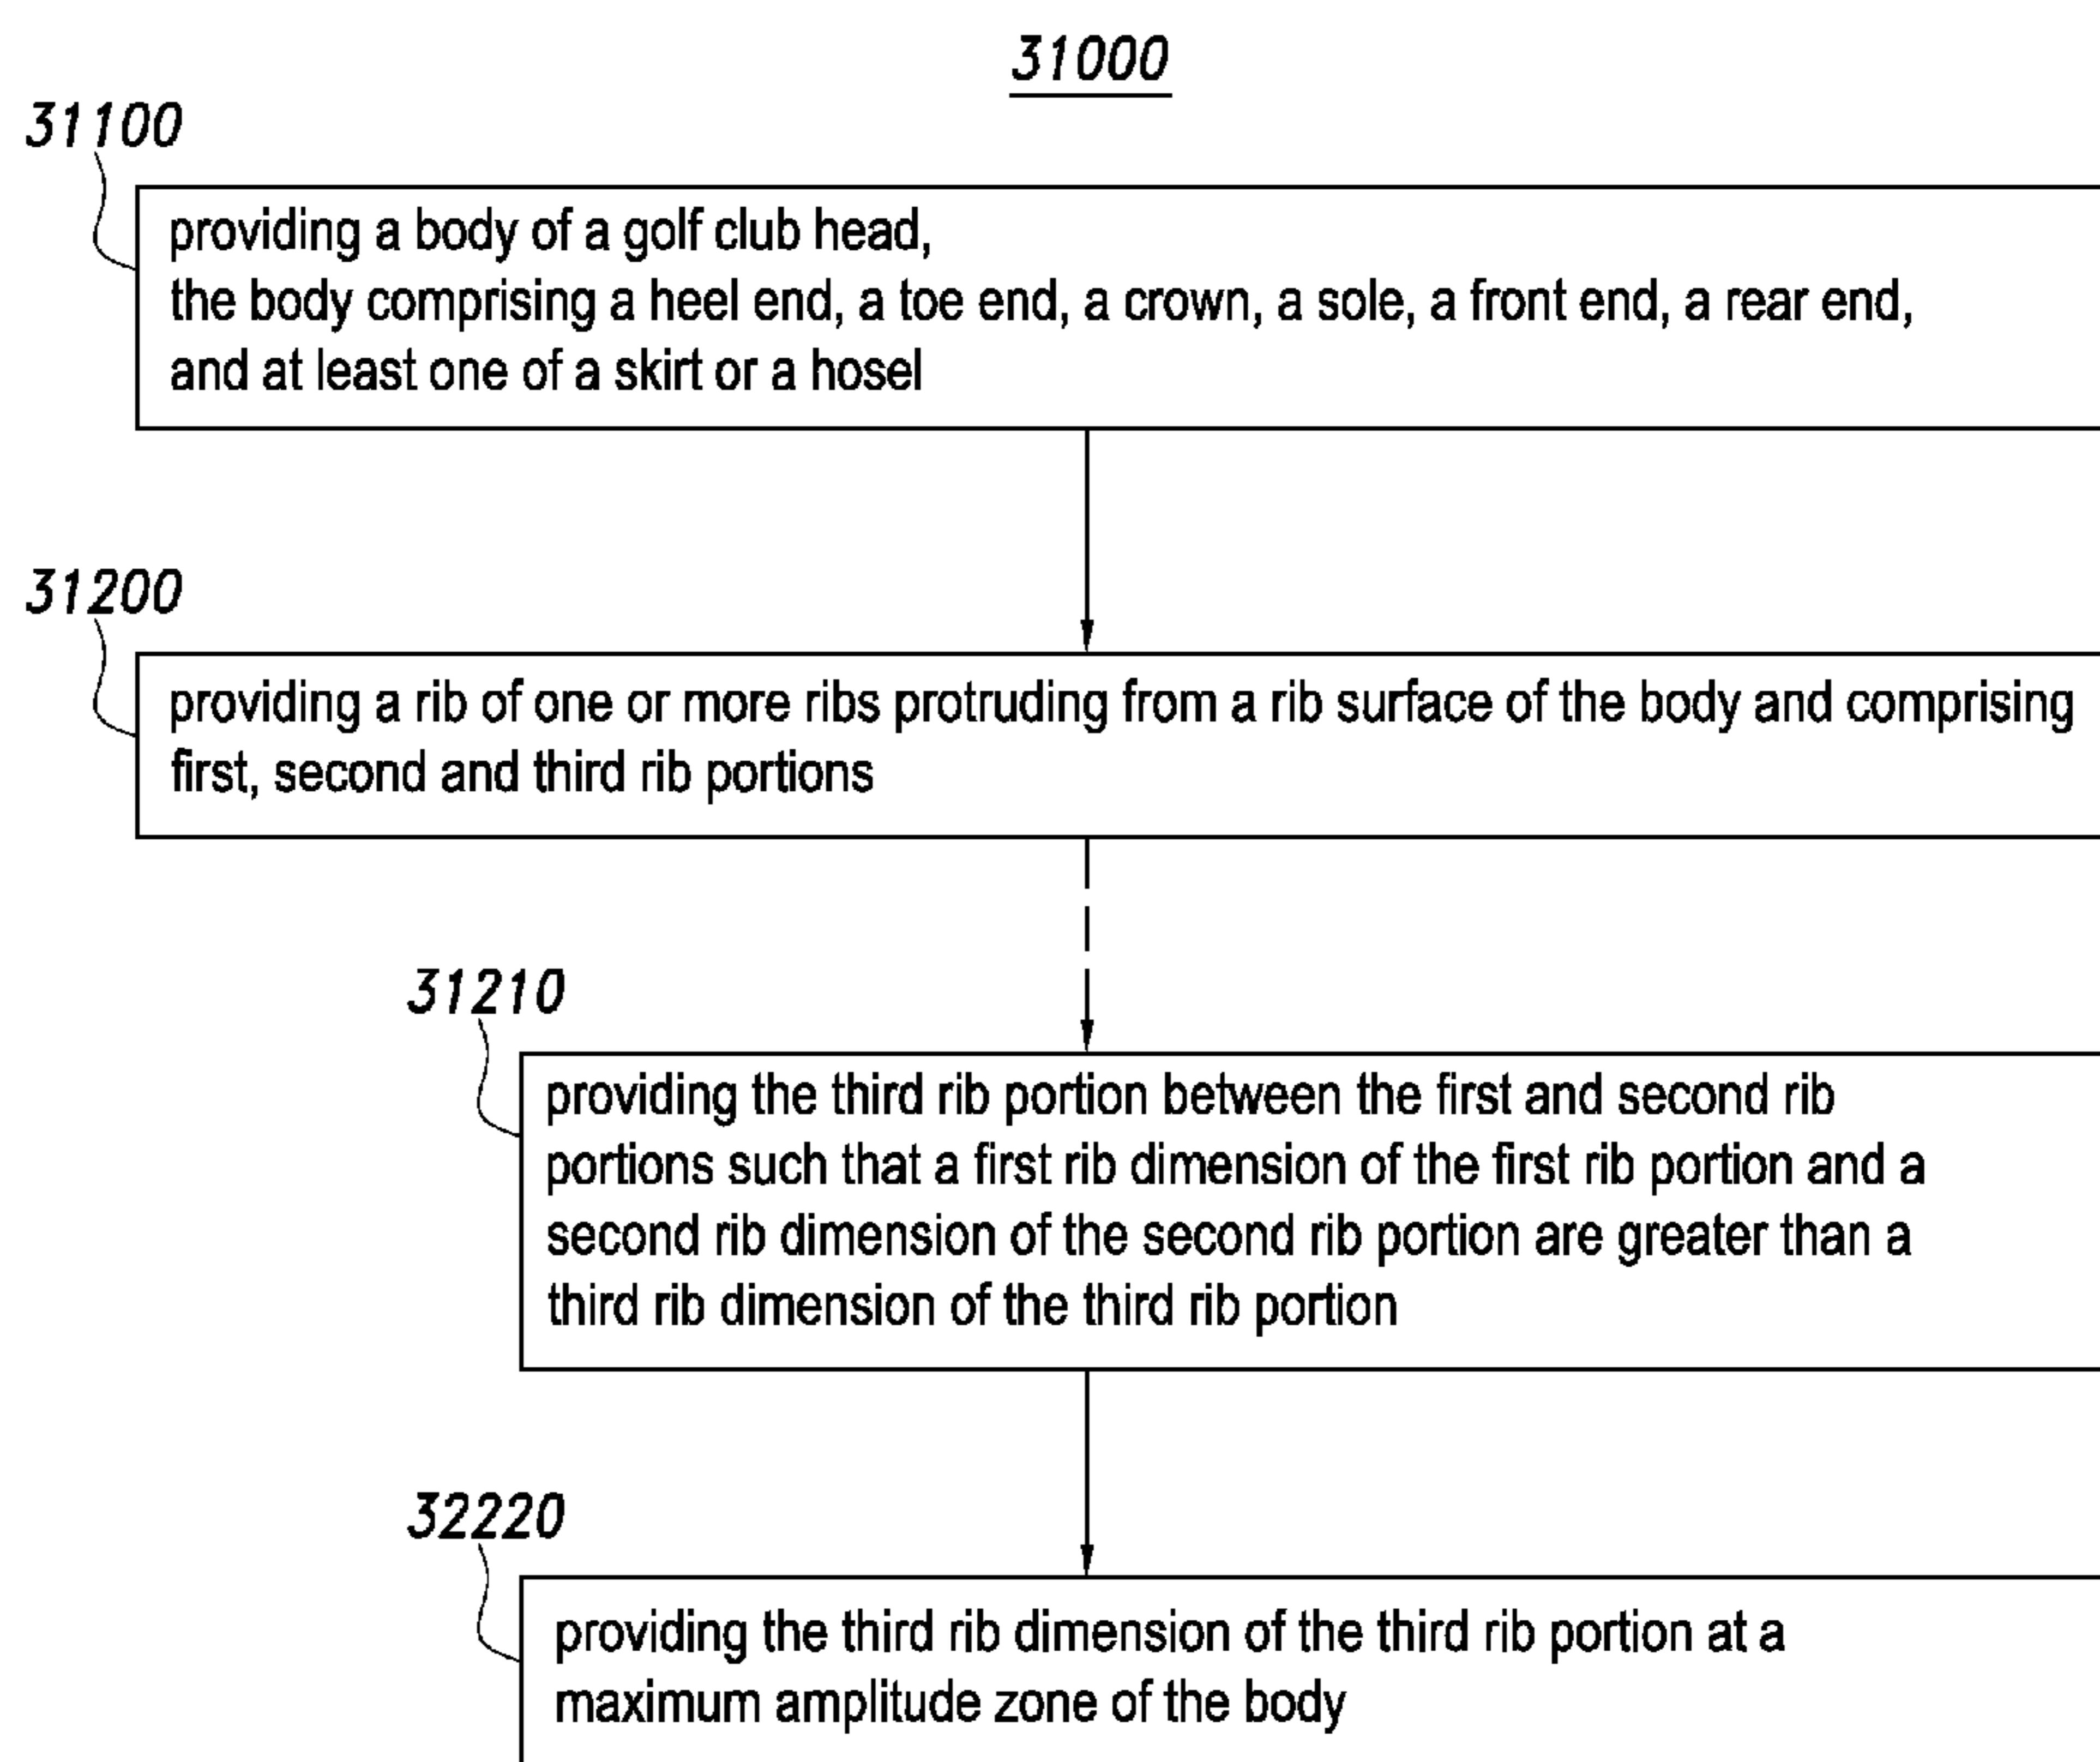 31000
31100
providing a body of a golf club head,
the body comprising a heel end, a toe end, a crown, a sole, a front end, a rear end,
and at least one of a skirt or a hosel
31200
providing a rib of one or more ribs protruding from a rib surface of the body and comprising
first, second and third rib portions
31210
providing the third rib portion between the first and second rib
portions such that a first rib dimension of the first rib portion and a
second rib dimension of the second rib portion are greater than a
third rib dimension of the third rib portion
32220
providing the third rib dimension of the third rib portion at a
maximum amplitude zone of the body